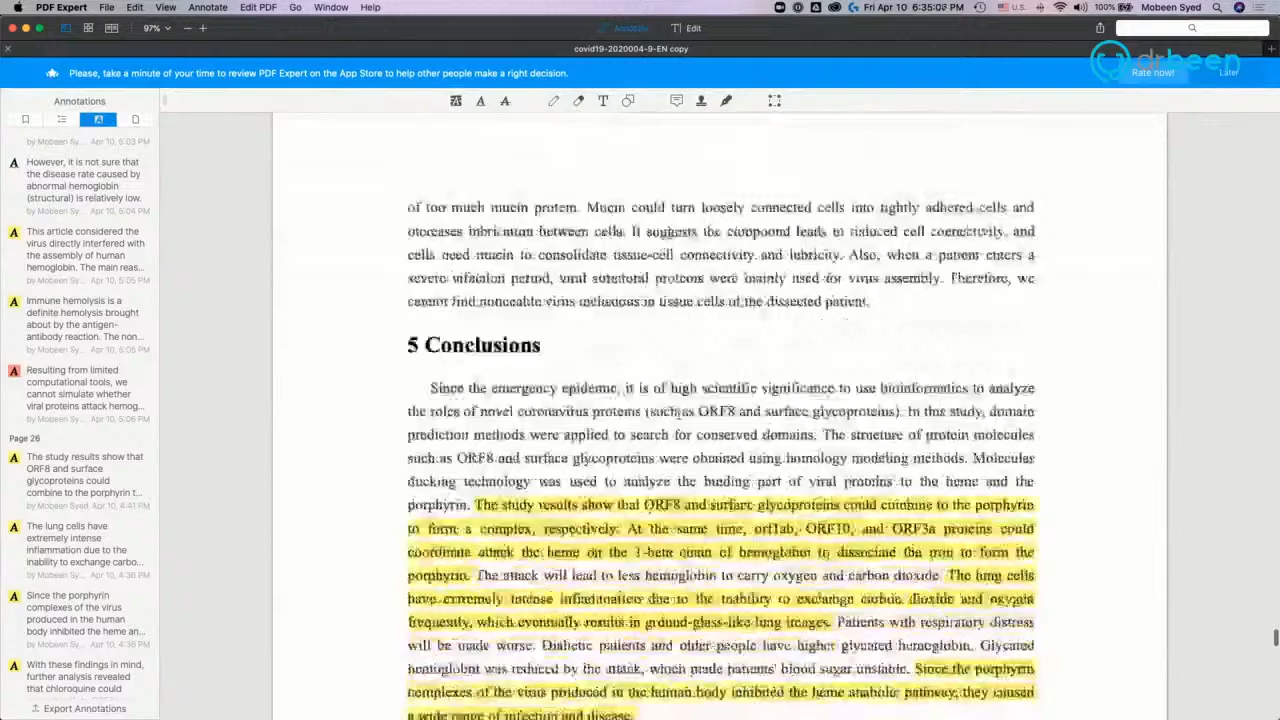 PDF Expert File Edit View Annotate Edit PDF Go Window Help
100% Fri Apr 10 6:35:09 PM Mobeen Syed
97% Annotate Edit
covid19-2020004-9-EN copy
Please, take a minute of your time to review PDF Expert on the App Store to help other people make a right decision.
Rate now! Later
drbeen
Annotations
by Mobeen Sy... Apr 10, 5:03 PM
However, it is not sure that
the disease rate caused by
abnormal hemoglobin
(structural) is relatively low.
by Mobeen Sy... Apr 10, 5:04 PM
This article considered the
virus directly interfered with
the assembly of human
hemoglobin. The main reas...
by Mobeen Sy... Apr 10, 5:05 PM
Immune hemolysis is a
definite hemolysis brought
about by the antigen-
antibody reaction. The non...
by Mobeen Sy... Apr 10, 5:05 PM
Resulting from limited
computational tools, we
cannot simulate whether
viral proteins attack hemog...
by Mobeen Sy... Apr 10, 5:06 PM
Page 26
The study results show that
ORF8 and surface
glycoproteins could
combine to the porphyrin t...
by Mobeen Syed Apr 10, 4:41 PM
The lung cells have
extremely intense
inflammation due to the
inability to exchange carbo...
by Mobeen Sy... Apr 10, 4:36 PM
Since the porphyrin
complexes of the virus
produced in the human
body inhibited the heme an...
by Mobeen Sy... Apr 10, 4:36 PM
With these findings in mind,
further analysis revealed
that chloroquine could
Export Annotations
of too much mucin protein. Mucin could turn loosely connected cells into tightly adhered cells and
increases lubrication between cells. It suggests the compound leads to reduced cell connectivity, and
cells need mucin to consolidate tissue-cell connectivity and lubricity. Also, when a patient enters a
severe infection period, viral structural proteins were mainly used for virus assembly. Therefore, we
cannot find noticeable virus in tissue cells of the dissected patient.
5 Conclusions
Since the emergency epidemic, it is of high scientific significance to use bioinformatics to analyze
the roles of novel coronavirus proteins (such as ORF8 and surface glycoproteins). In this study, domain
prediction methods were applied to search for conserved domains. The structure of protein molecules
such as ORF8 and surface glycoproteins were obtained using homology modeling methods. Molecular
docking technology was used to analyze the binding part of viral proteins to the heme and the
porphyrin. The study results show that ORF8 and surface glycoproteins could combine to the porphyrin
to form a complex, respectively. At the same time, orf1ab, ORF10, and ORF3a proteins could
coordinate attack the heme on the 1-beta chain of hemoglobin to dissociate the iron to form the
porphyrin. The attack will lead to less hemoglobin to carry oxygen and carbon dioxide. The lung cells
have extremely intense inflammation due to the inability to exchange carbon dioxide and oxygen
frequently, which eventually results in ground-glass-like lung images. Patients with respiratory distress
will be made worse. Diabetic patients and older people have higher glycated hemoglobin. Glycated
hemoglobin was reduced by the attack, which made patients' blood sugar unstable. Since the porphyrin
complexes of the virus produced in the human body inhibited the heme anabolic pathway, they caused
a wide range of infection and disease.